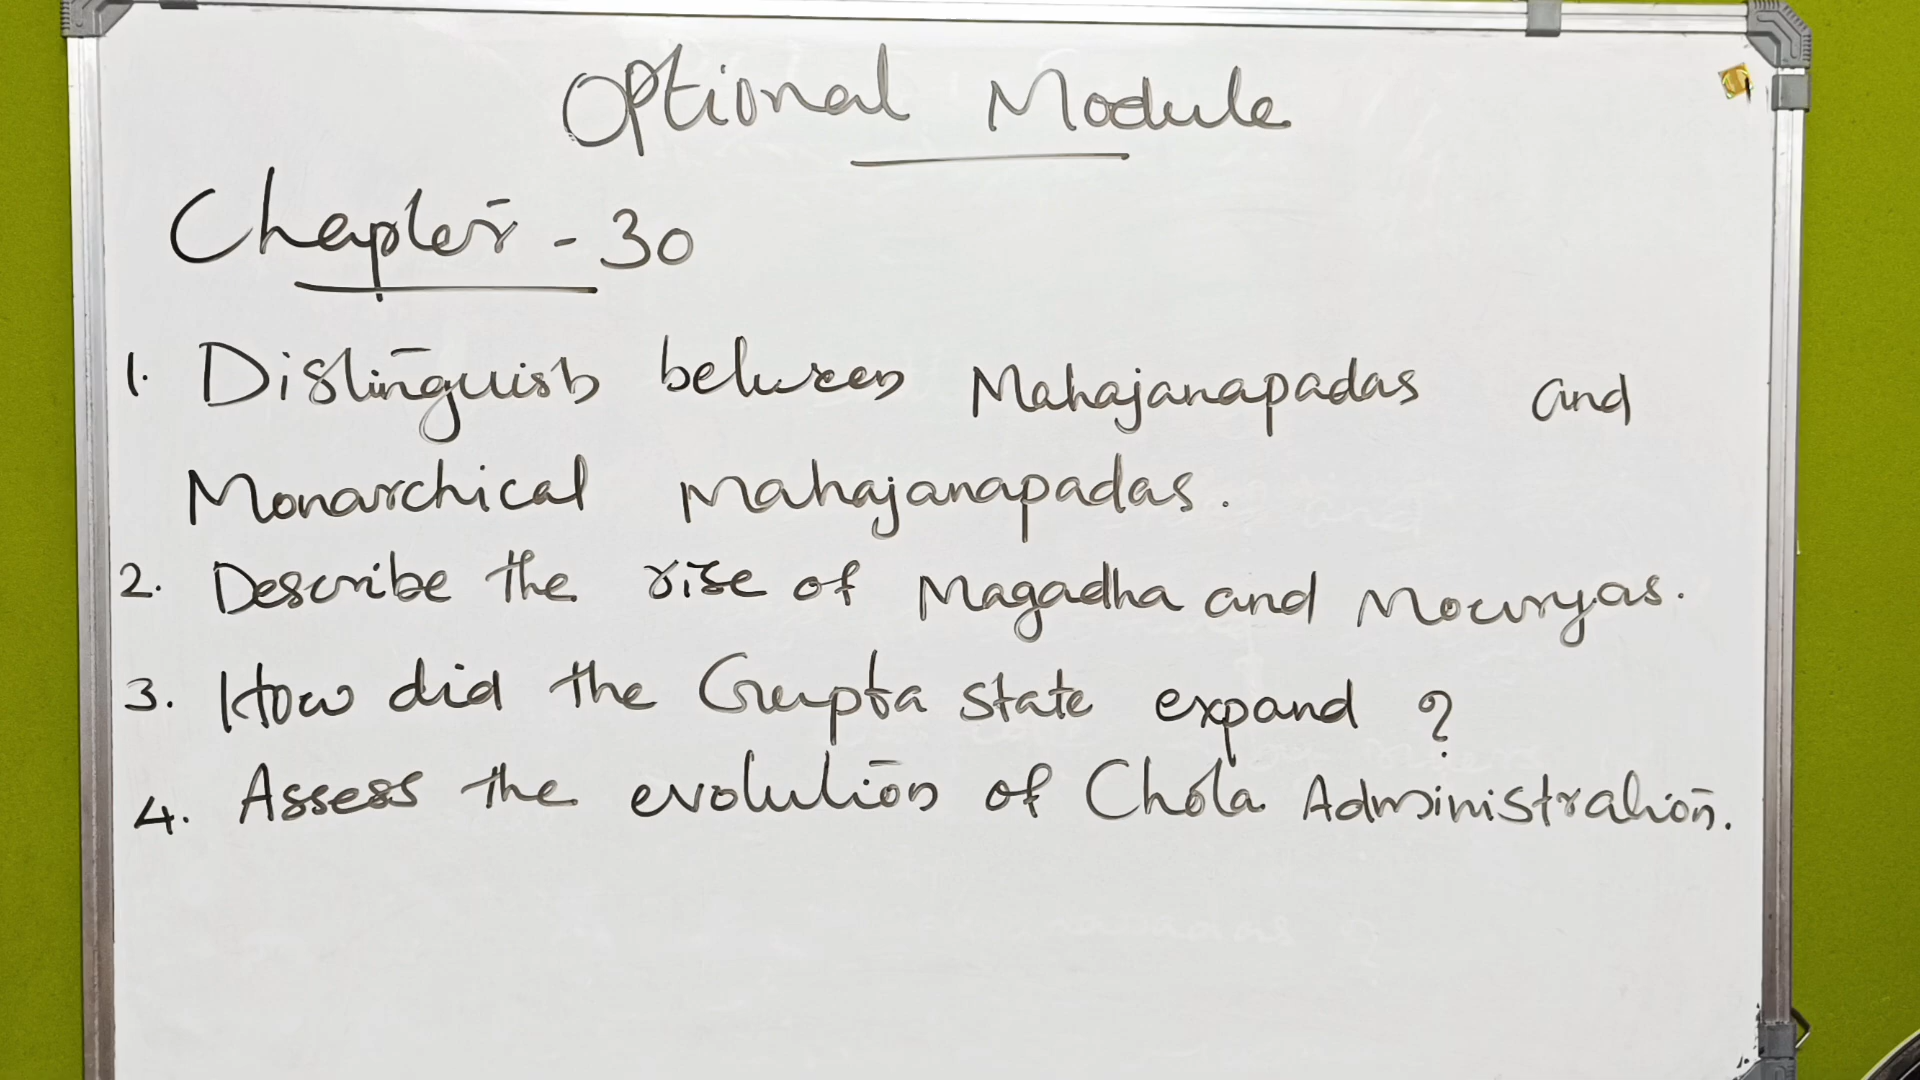 Optional Module
Chapter - 30
1. Distinguish between Mahajanapadas and
Monarchical Mahajanapadas.
2. Describe the rise of Magadha and Mouryas.
3. How did the Gupta state expand ?
4. Assess the evolution of Chola Administration.